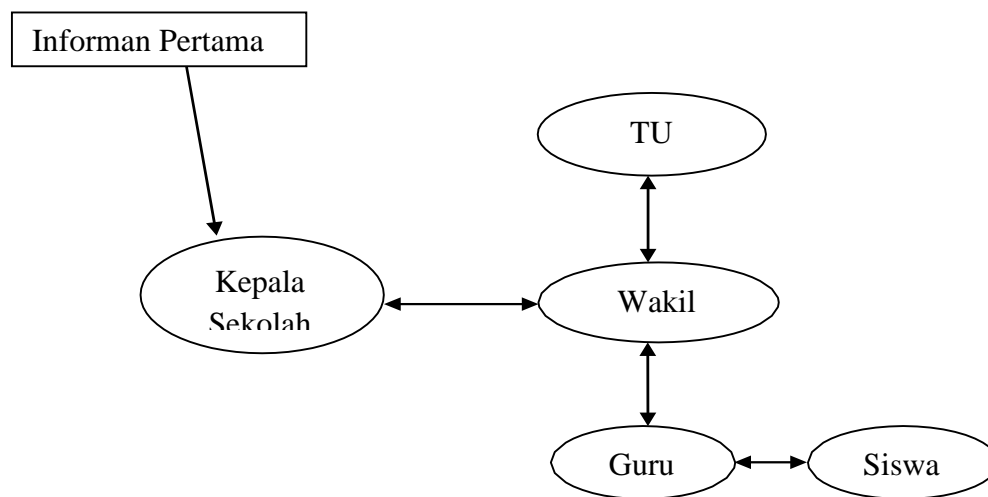 Informan Pertama
TU
Kepala
Sekolah
Wakil
Guru
Siswa